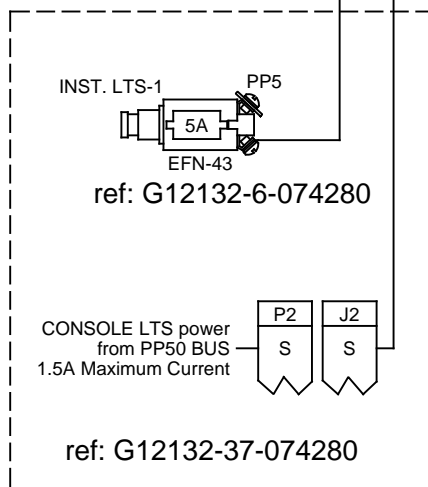 INST. LTS-1
PP5
5A
EFN-43
ref: G12132-6-074280
P2
J2
CONSOLE LTS power
from PP50 BUS
1.5A Maximum Current
S
S
ref: G12132-37-074280